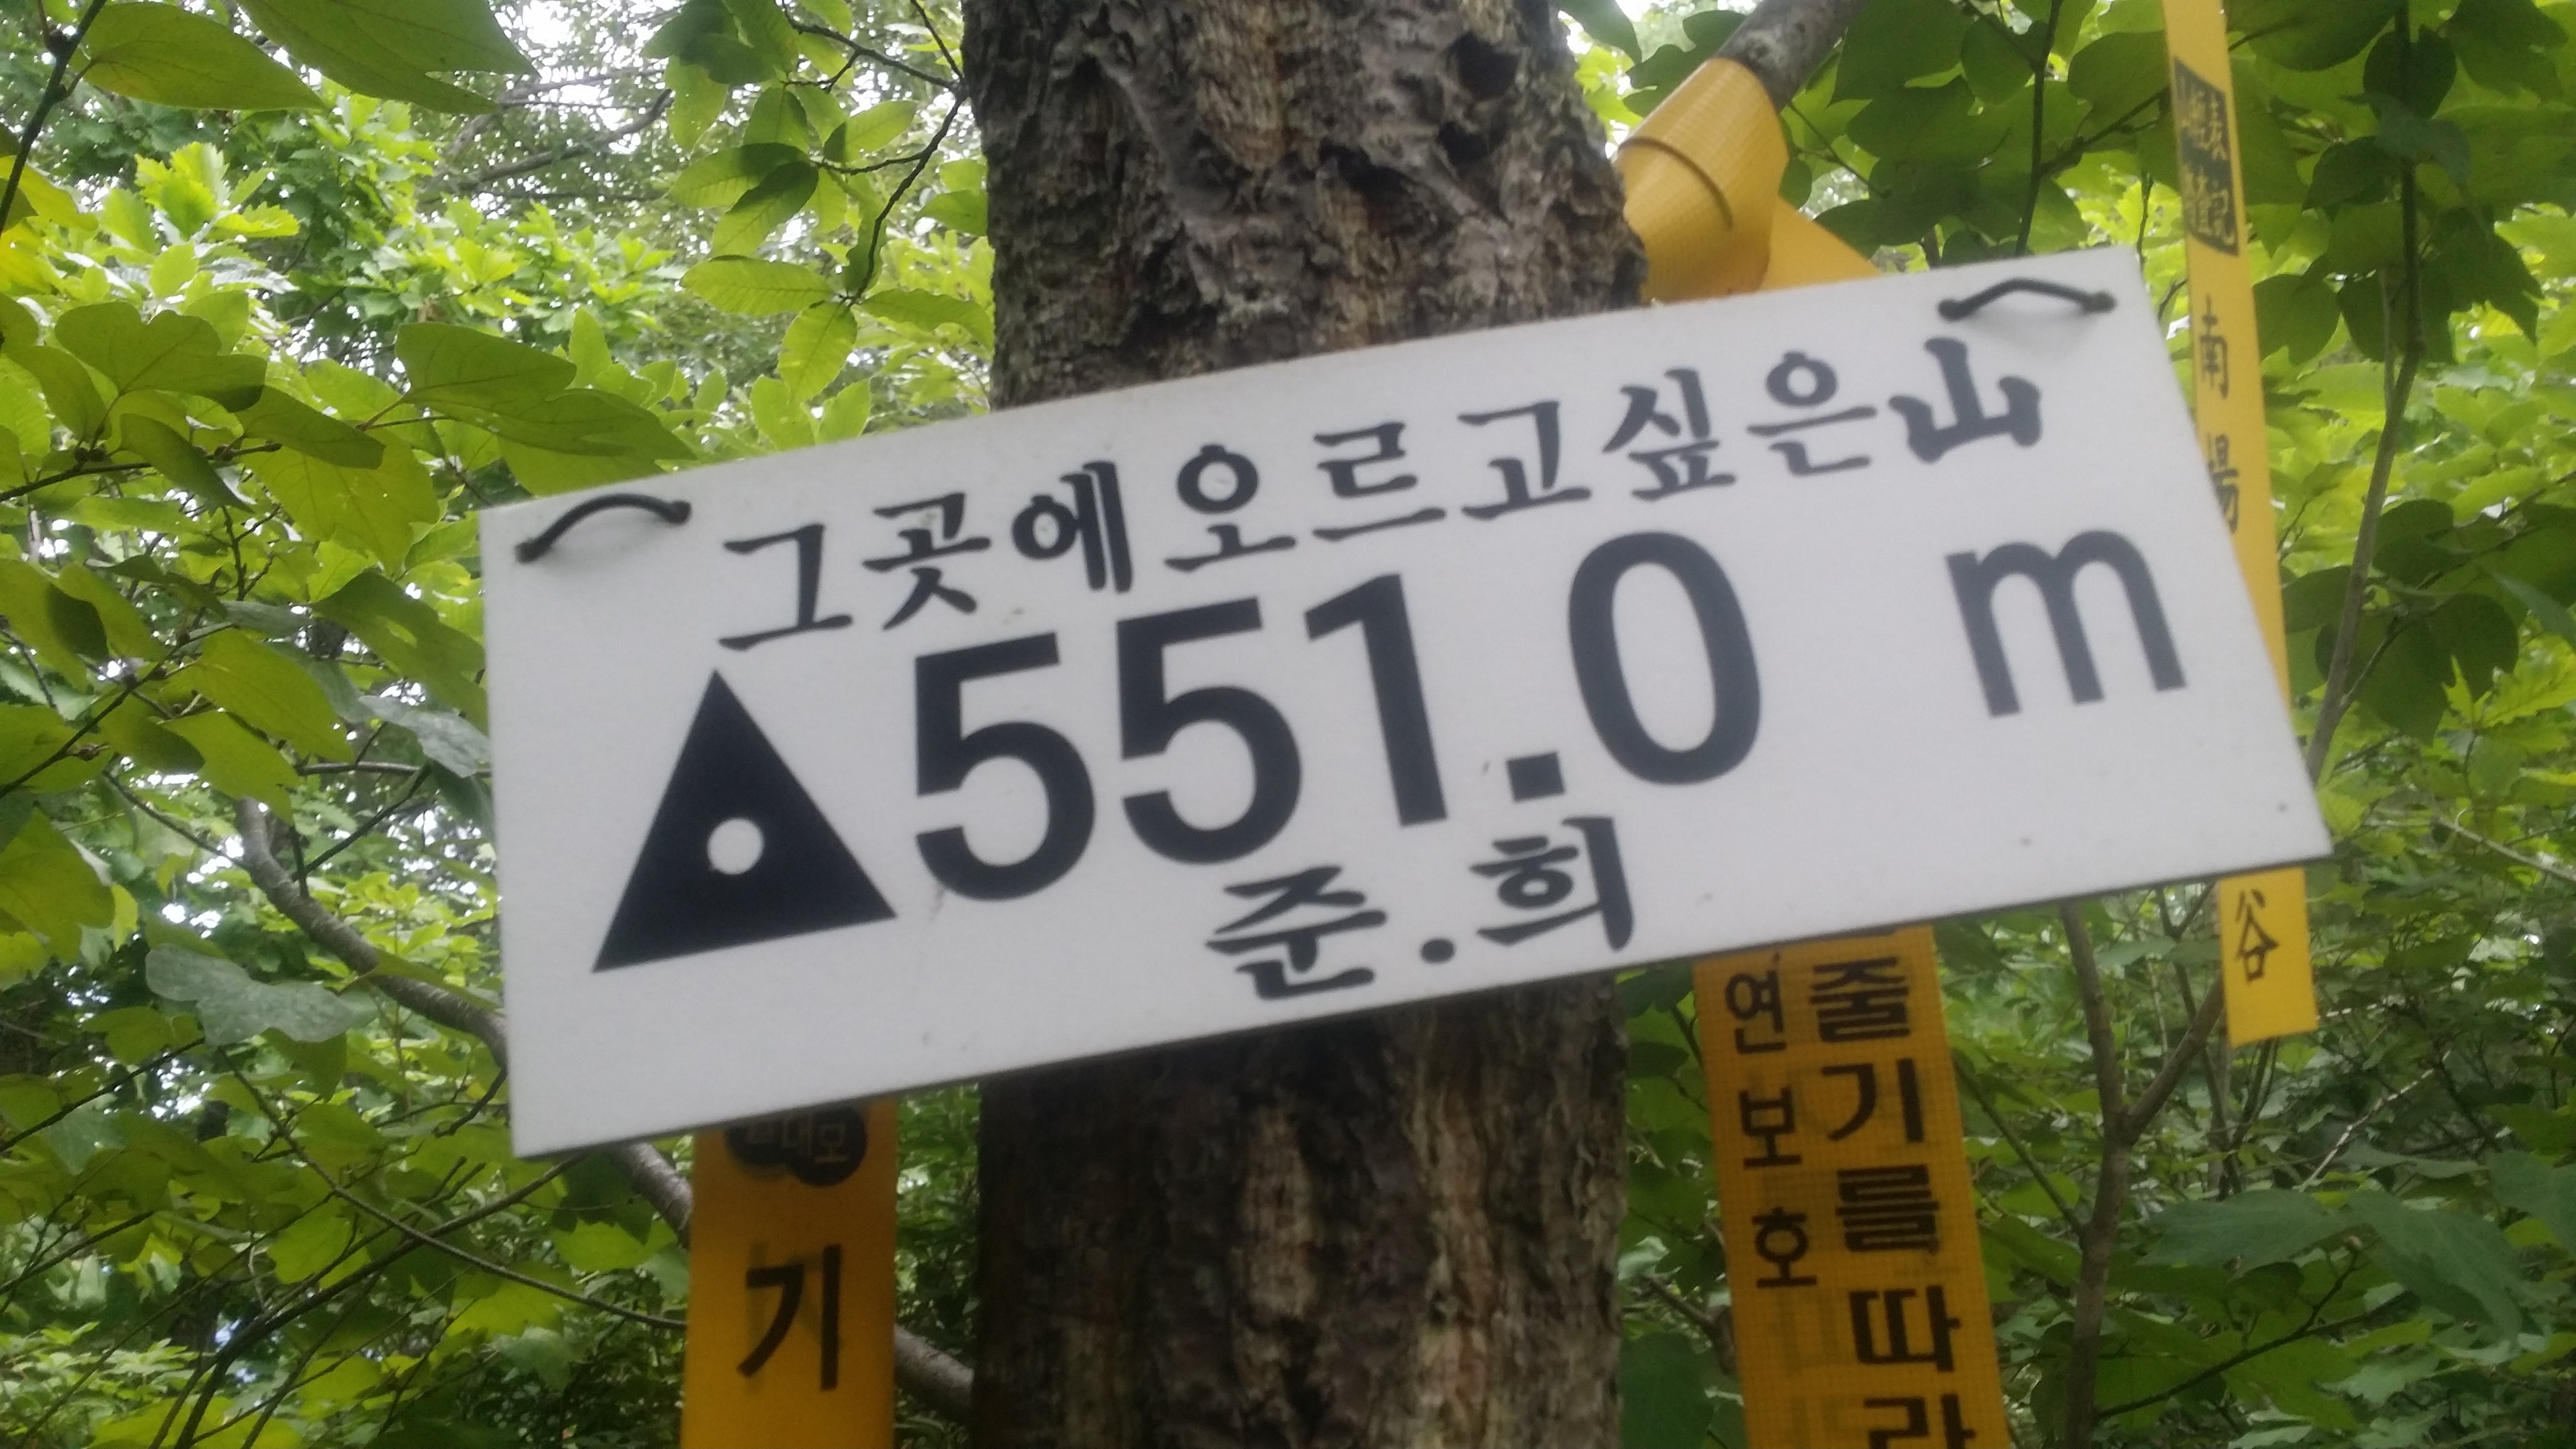 그곳에오르고싶은山
▲551.0 m
준.희
기
연보호
줄기를따라
南
谷